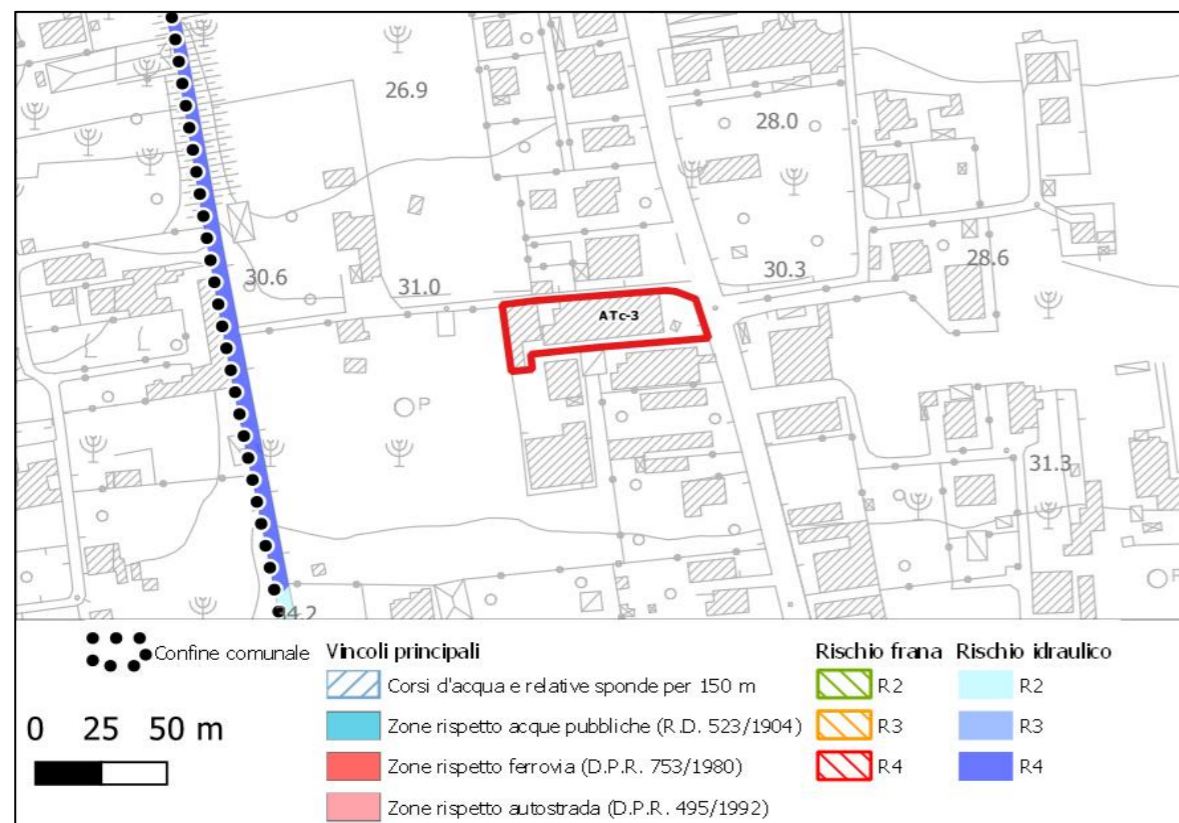 26.9
28.0
30.6
31.0
30.3
28.6
ATc-3
P
31.3
P
34.2
Confine comunale
0 25 50 m
Vincoli principali
Corsi d'acqua e relative sponde per 150 m
Zone rispetto acque pubbliche (R.D. 523/1904)
Zone rispetto ferrovia (D.P.R. 753/1980)
Zone rispetto autostrada (D.P.R. 495/1992)
Rischio frana
R2
R3
R4
Rischio idraulico
R2
R3
R4